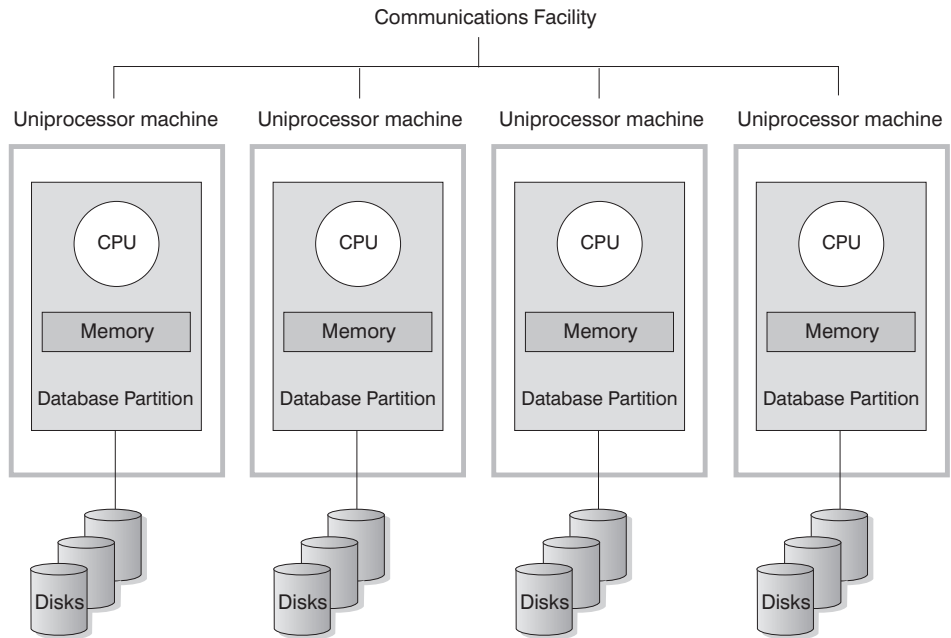 Communications Facility
Uniprocessor machine Uniprocessor machine Uniprocessor machine Uniprocessor machine
CPU CPU CPU CPU
Memory Memory Memory Memory
Database Partition Database Partition Database Partition Database Partition
Disks Disks Disks Disks